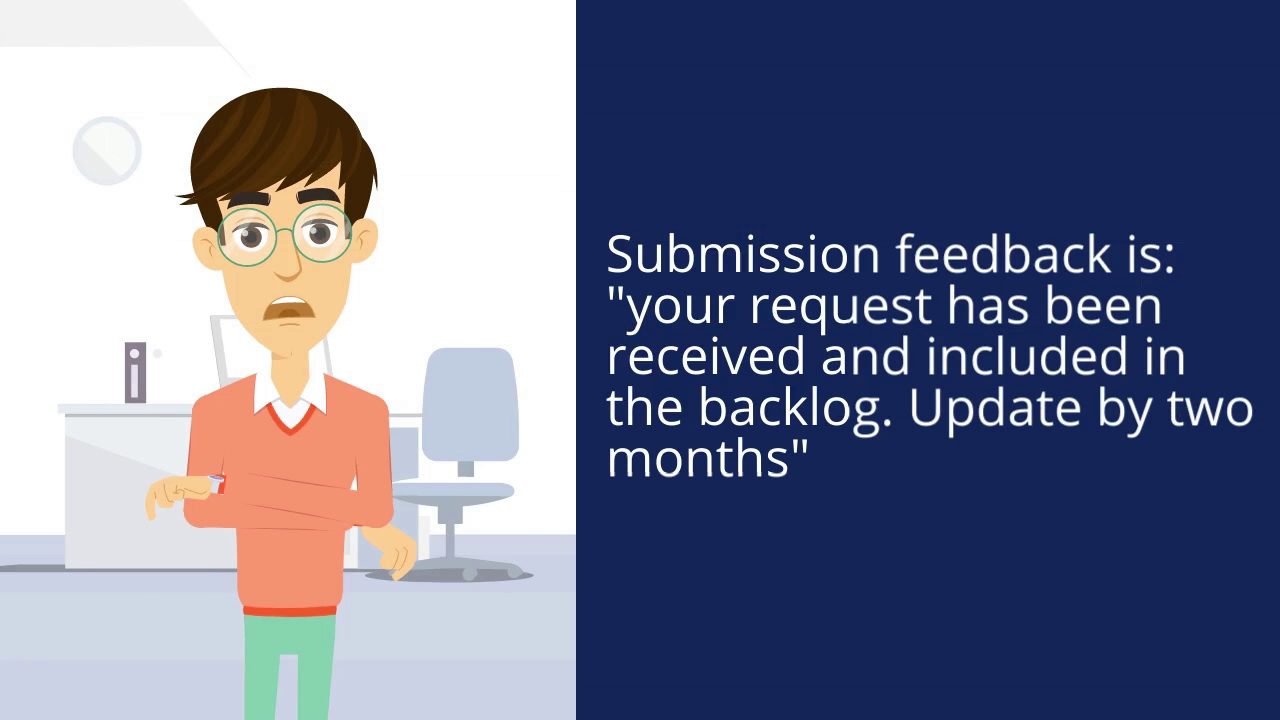 Submission feedback is:
"your request has been
received and included in
the backlog. Update by two
months"